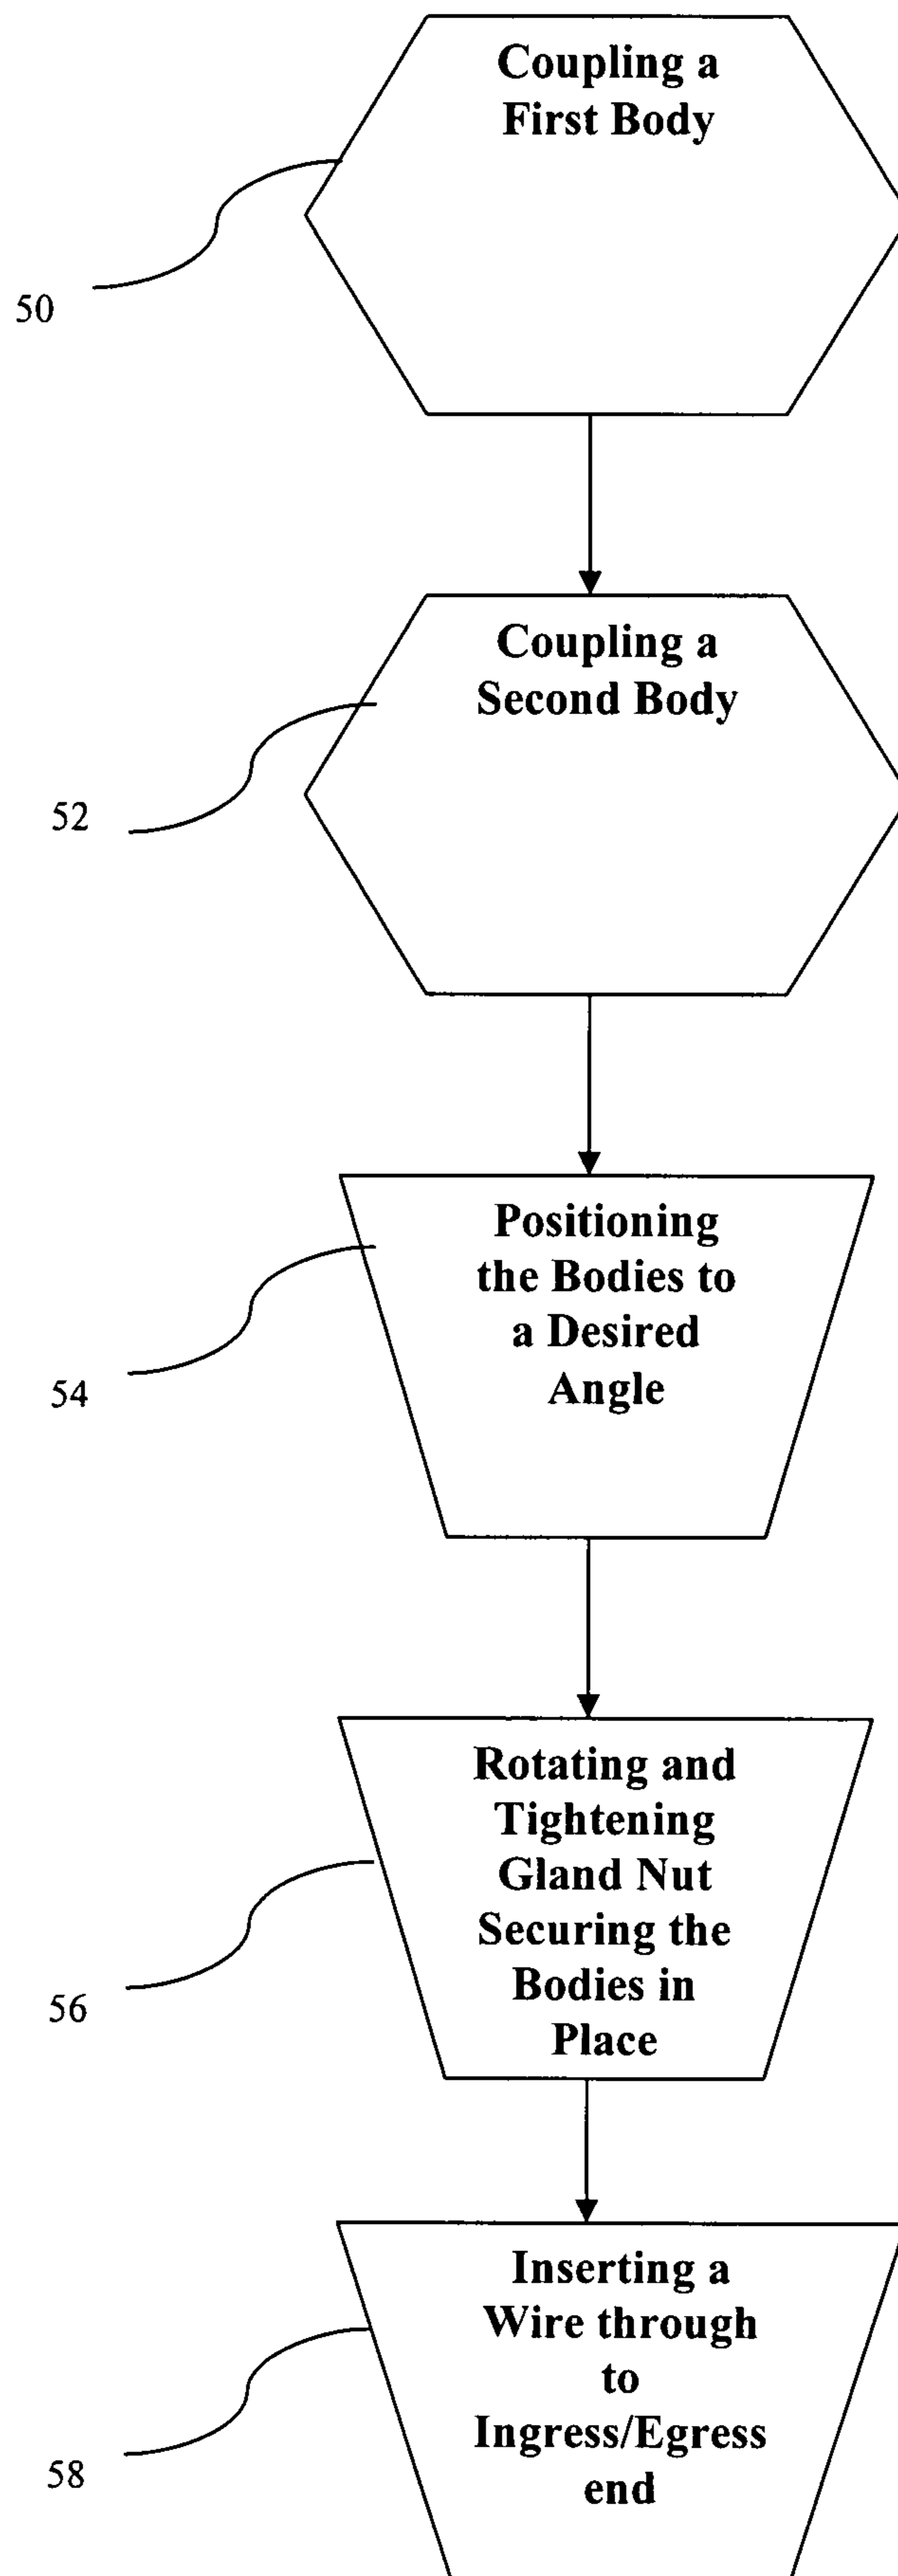 Coupling a
First Body
50
Coupling a
Second Body
52
Positioning
the Bodies to
a Desired
Angle
54
Rotating and
Tightening
Gland Nut
Securing the
Bodies in
Place
56
Inserting a
Wire through
to
Ingress/Egress
end
58